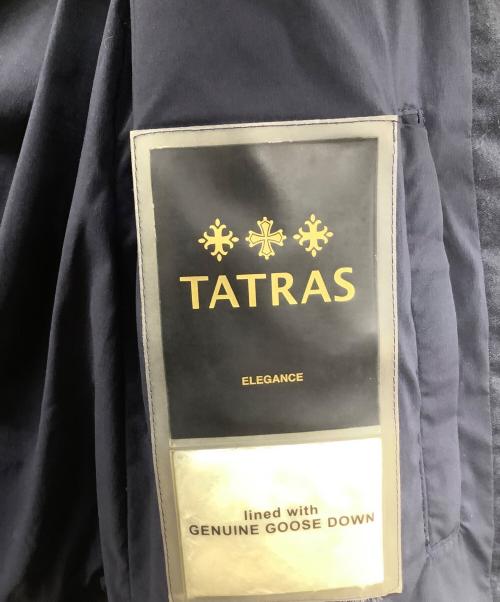 TATRAS
ELEGANCE
lined with
GENUINE GOOSE DOWN